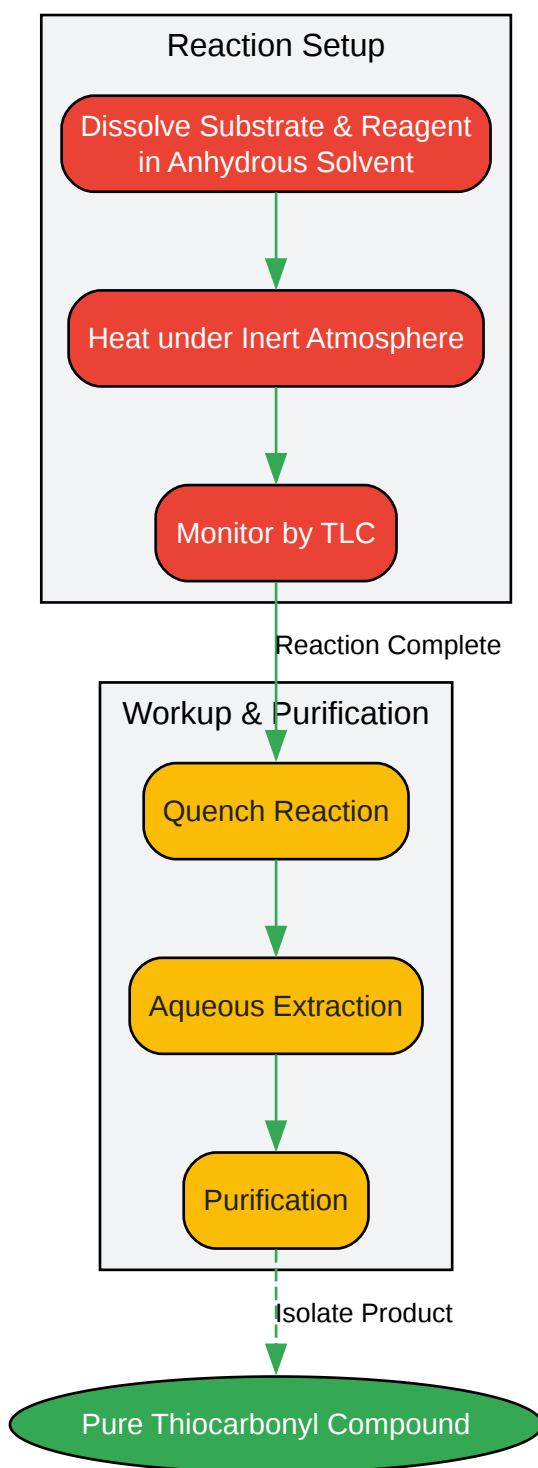 Reaction Setup
Dissolve Substrate & Reagent
in Anhydrous Solvent
Heat under Inert Atmosphere
Monitor by TLC
Reaction Complete
Workup & Purification
Quench Reaction
Aqueous Extraction
Purification
Isolate Product
Pure Thiocarbonyl Compound